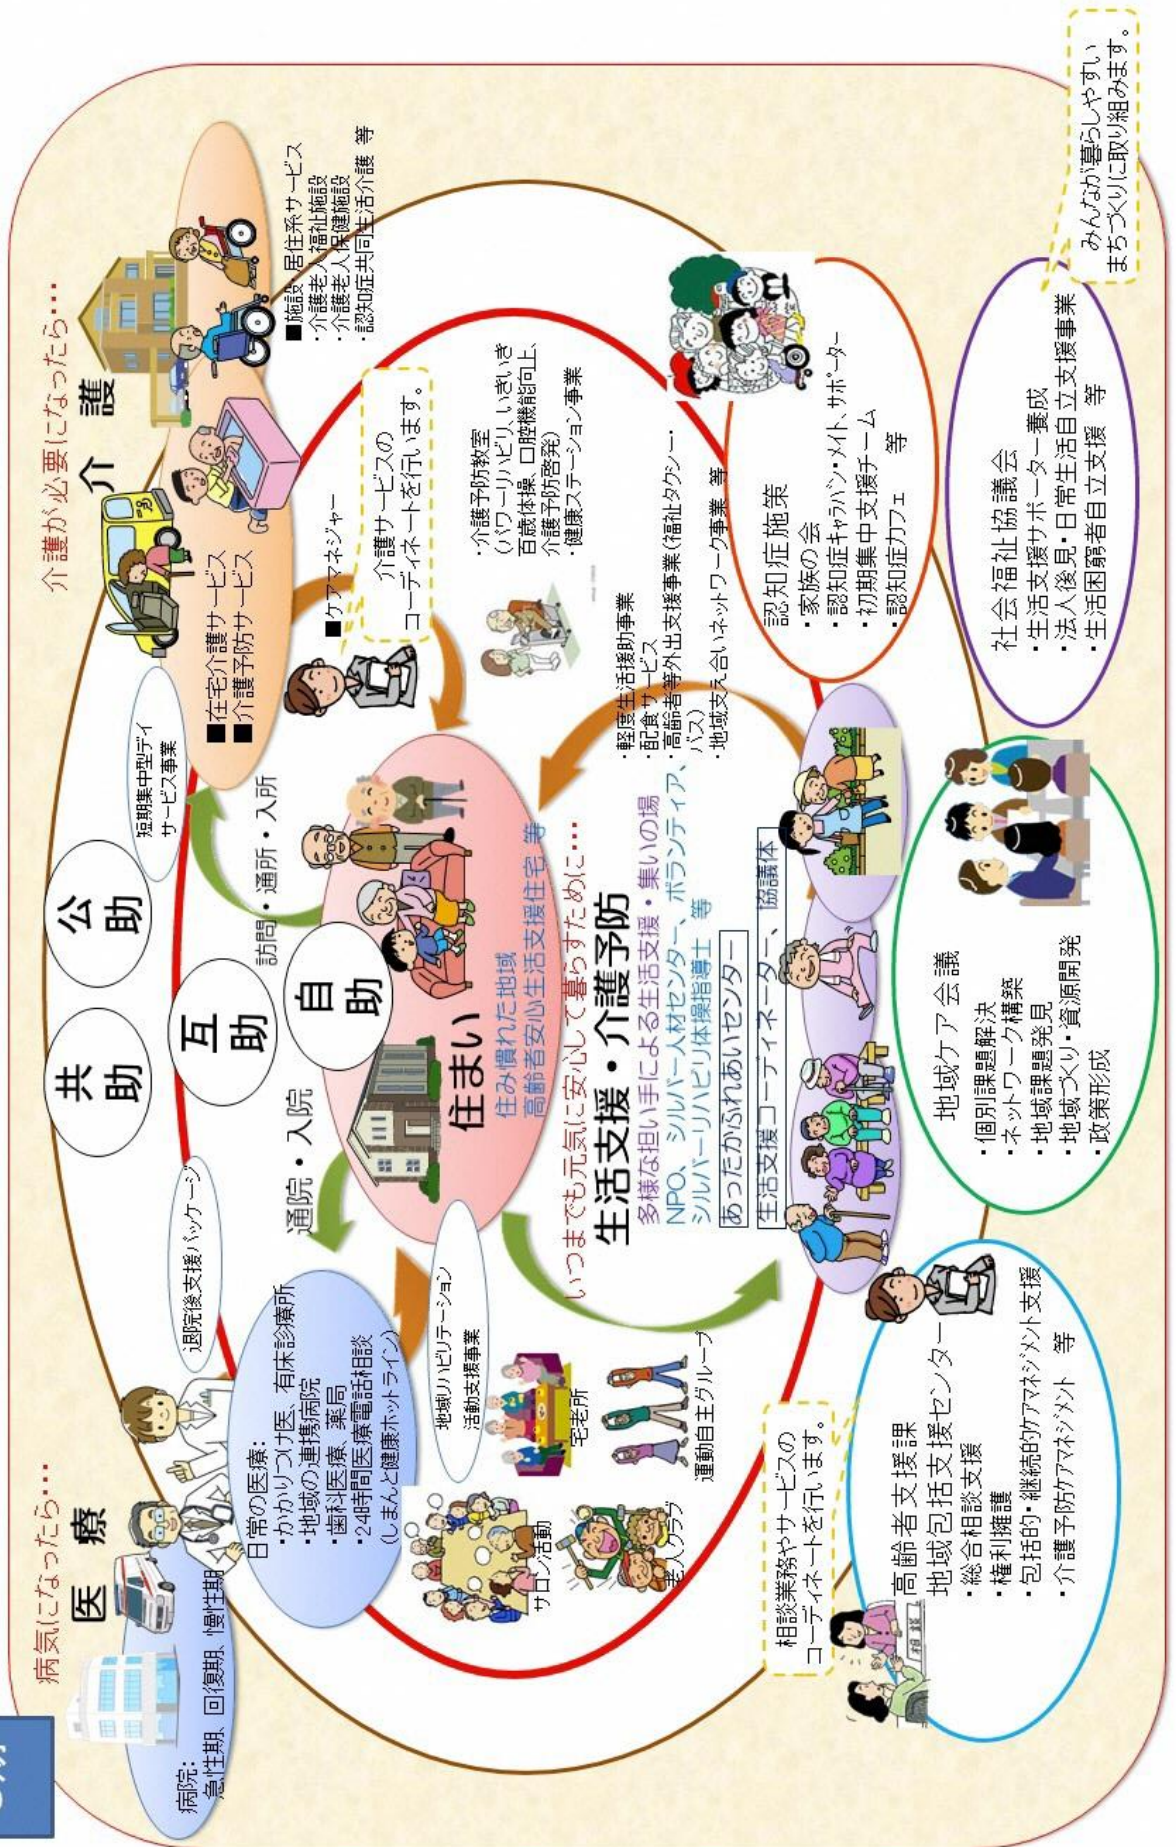 病気になったら…
医療
病院：
急性期、回復期、慢性期
日常の医療：
・かかりつけ医、有床診療所
・地域の連携病院
・歯科医療、薬局
・24時間医療電話相談
（しまんと健康ホットライン）
退院後支援パッケージ
共助
公助
互助
自助
短期集中型デイ
サービス事業
介護が必要になったら…
介護
■在宅介護サービス
■介護予防サービス
■施設・居住系サービス
・介護老人福祉施設
・介護老人保健施設
・認知症共同生活介護 等
■ケアマネジャー
介護サービスの
コーディネートを行います。
通院・入院
訪問・通所・入所
住まい
住み慣れた地域
高齢者安心生活支援住宅 等
地域リハビリテーション
活動支援事業
サロン活動
宅老所
老人クラブ
運動自主グループ
いつまでも元気に安心して暮らすために…
生活支援・介護予防
多様な担い手による生活支援・集いの場
NPO、シルバー人材センター、ボランティア、
シルバーリハビリ体操指導士 等
あったかふれあいセンター
生活支援コーディネーター、協議体
・介護予防教室
（パワーリハビリ、いきいき
百歳体操、口腔機能向上、
介護予防啓発）
・健康ステーション事業
・軽度生活援助事業
・配食サービス
・高齢者等外出支援事業（福祉タクシー・
バス）
・地域支え合いネットワーク事業 等
相談業務やサービスの
コーディネートを行います。
相談
高齢者支援課
地域包括支援センター
・総合相談支援
・権利擁護
・包括的・継続的ケアマネジメント支援
・介護予防ケアマネジメント 等
地域ケア会議
・個別課題解決
・ネットワーク構築
・地域課題発見
・地域づくり・資源開発
・政策形成
認知症施策
・家族の会
・認知症キャラバン・メイト、サポーター
・初期集中支援チーム
・認知症カフェ 等
社会福祉協議会
・生活支援サポーター養成
・法人後見・日常生活自立支援事業
・生活困窮者自立支援 等
みんなが暮らしやすい
まちづくりに取り組みます。